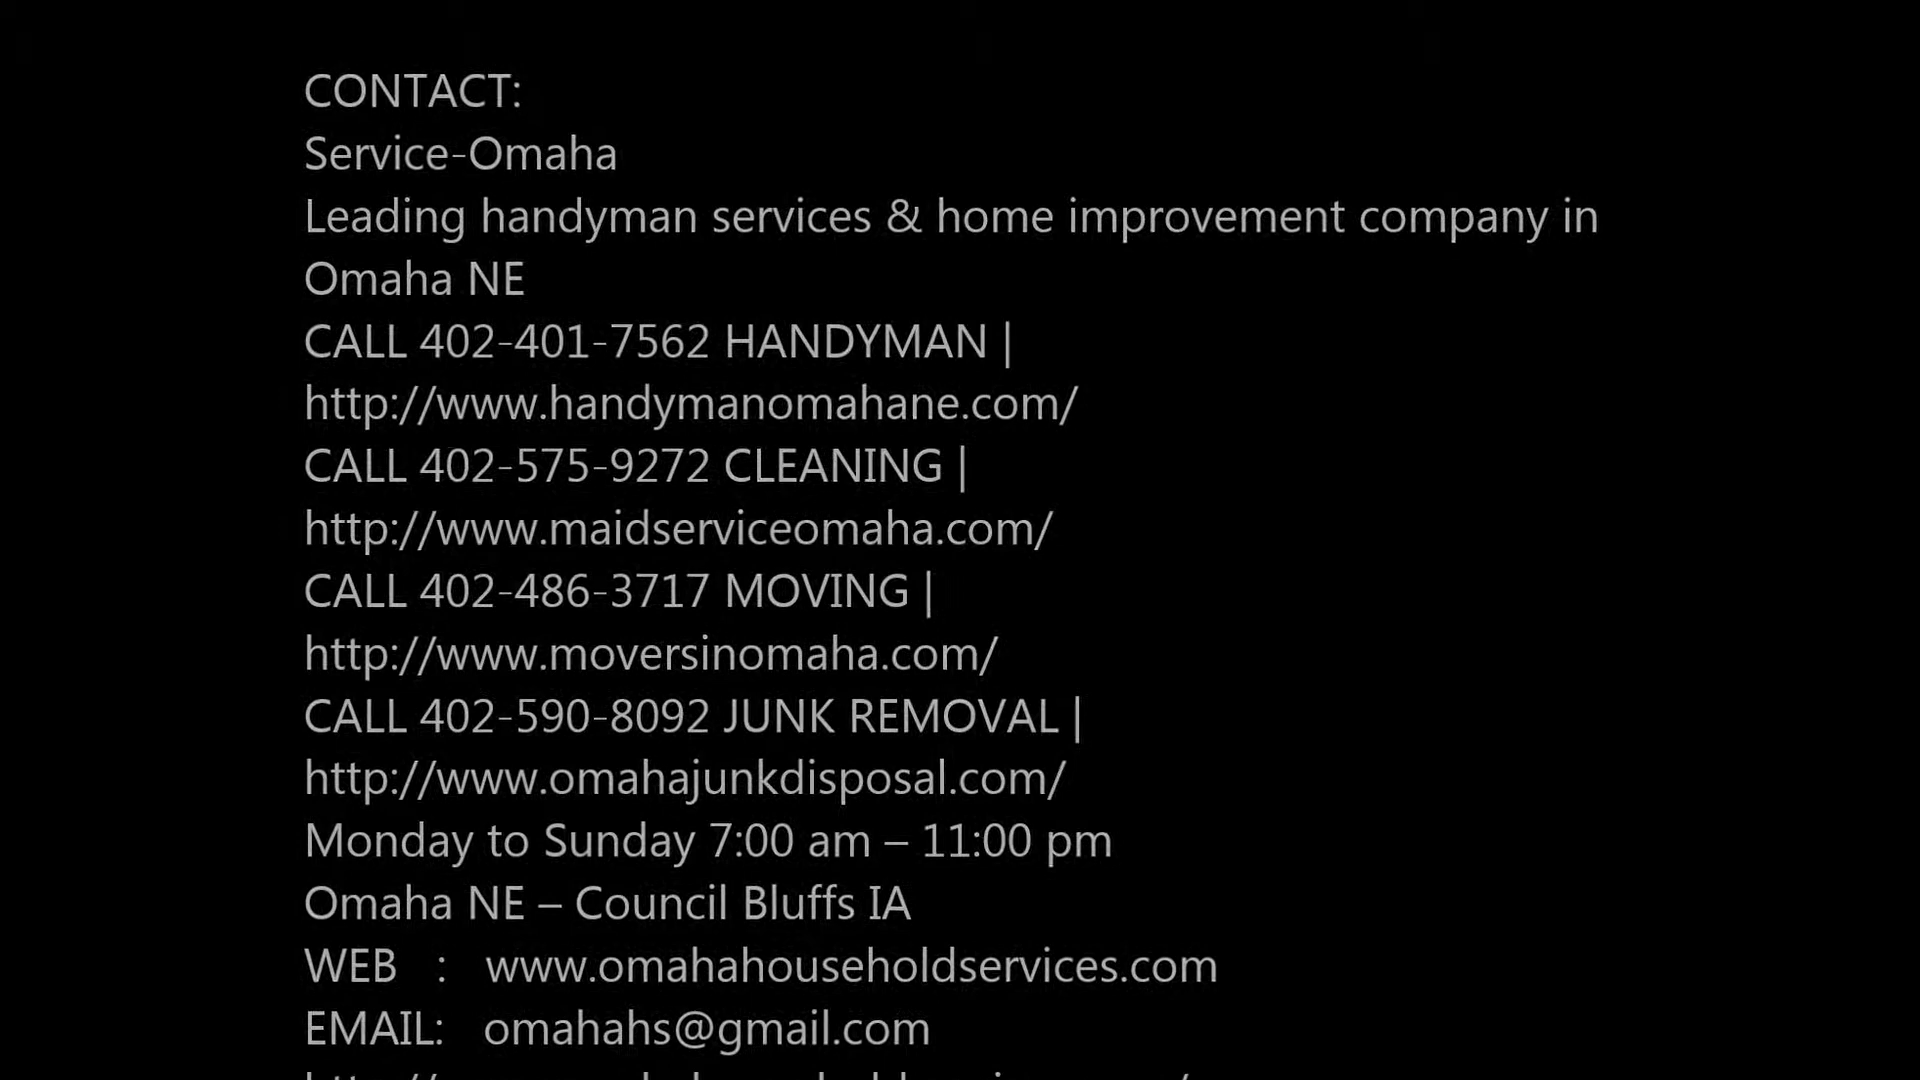 CONTACT:
Service-Omaha
Leading handyman services & home improvement company in
Omaha NE
CALL 402-401-7562 HANDYMAN |
http://www.handymanomahane.com/
CALL 402-575-9272 CLEANING |
http://www.maidserviceomaha.com/
CALL 402-486-3717 MOVING |
http://www.moversinomaha.com/
CALL 402-590-8092 JUNK REMOVAL |
http://www.omahajunkdisposal.com/
Monday to Sunday 7:00 am – 11:00 pm
Omaha NE – Council Bluffs IA
WEB : www.omahahouseholdservices.com
EMAIL: omahahs@gmail.com